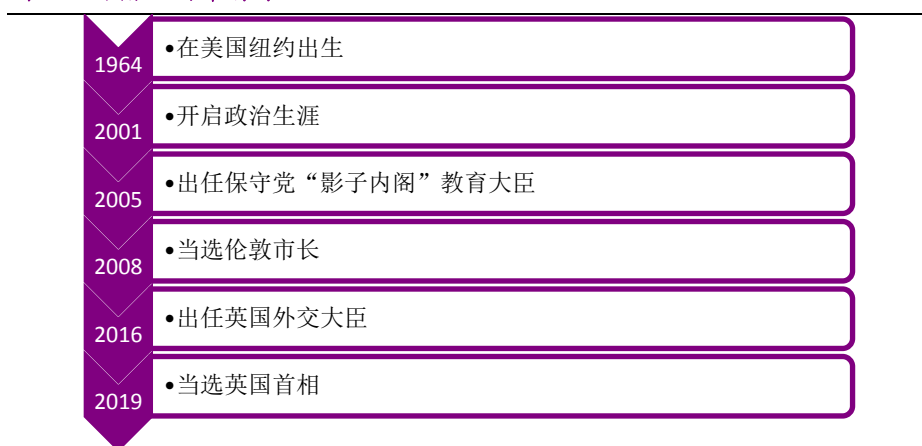 1964 •在美国纽约出生
2001 •开启政治生涯
2005 •出任保守党“影子内阁”教育大臣
2008 •当选伦敦市长
2016 •出任英国外交大臣
2019 •当选英国首相